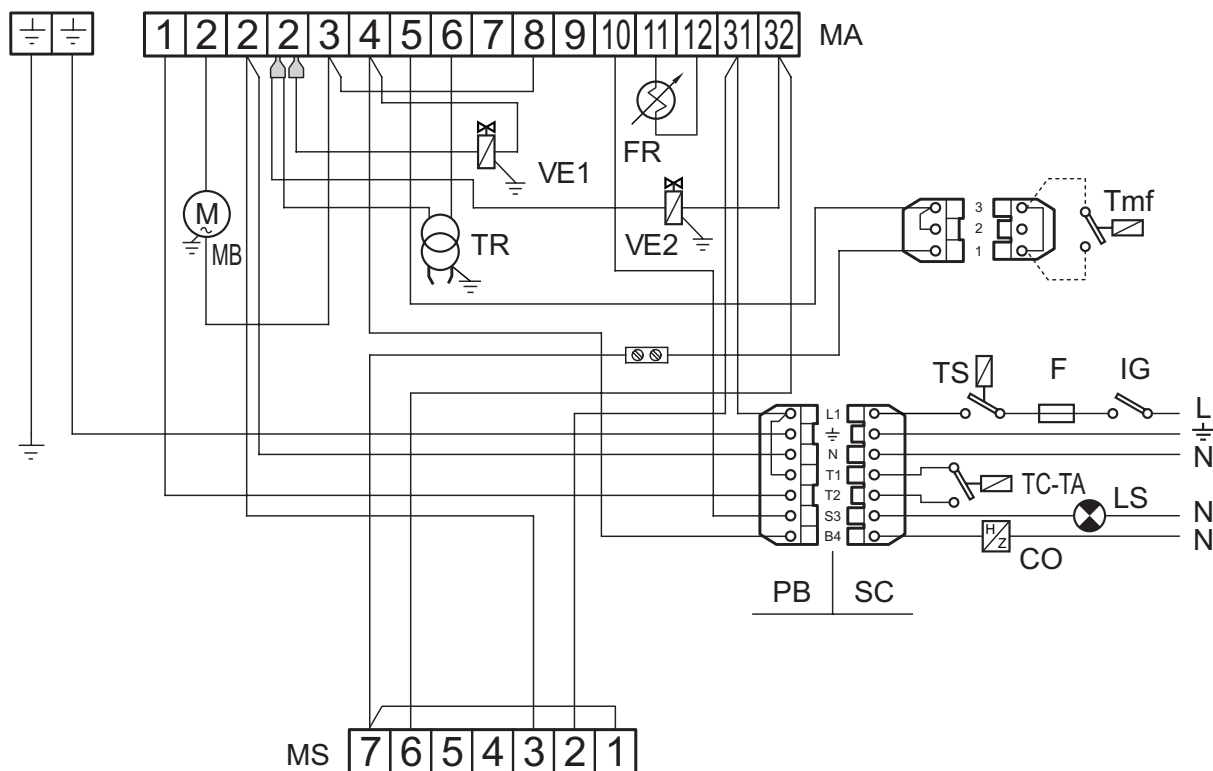 1 2 2 2 3 4 5 6 7 8 9 10 11 12 31 32 MA
VE1
FR
VE2
TR
M
~
MB
3
2
1
Tmf
TS F IG
L1 L
N N
T1
T2
TC-TA
S3 LS N
B4 H
Z N
CO
PB SC
MS 7 6 5 4 3 2 1